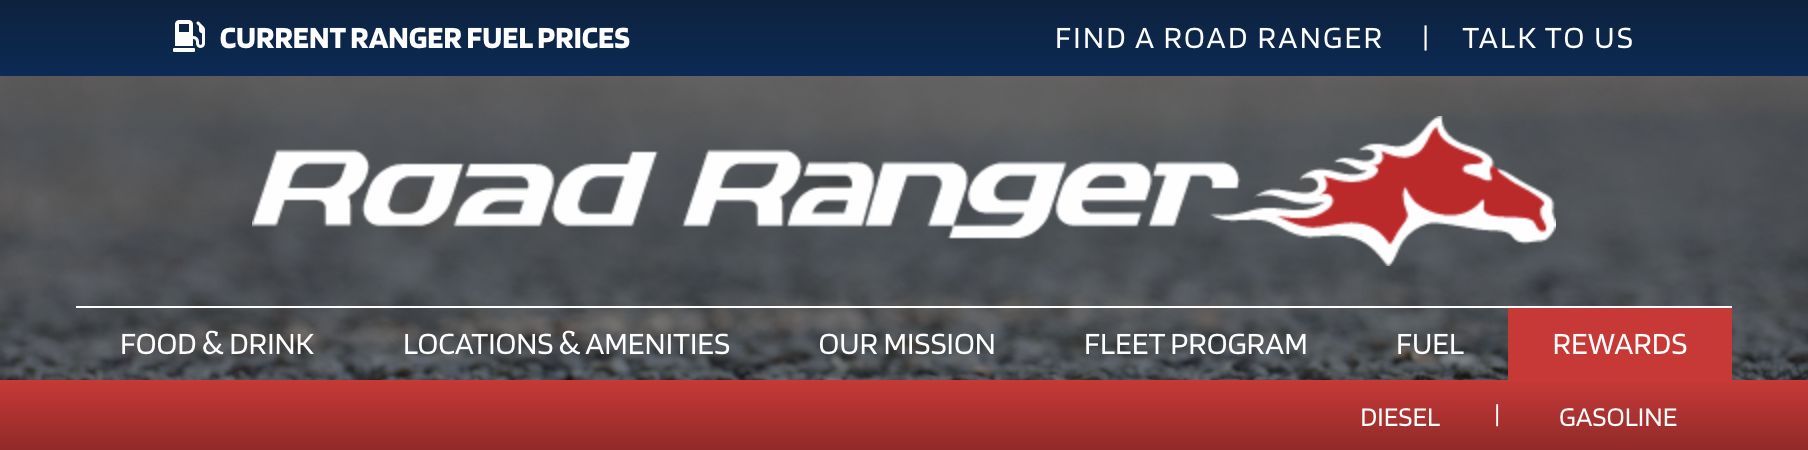 CURRENT RANGER FUEL PRICES
FIND A ROAD RANGER | TALK TO US
Road Ranger
FOOD & DRINK LOCATIONS & AMENITIES OUR MISSION FLEET PROGRAM FUEL REWARDS
DIESEL | GASOLINE